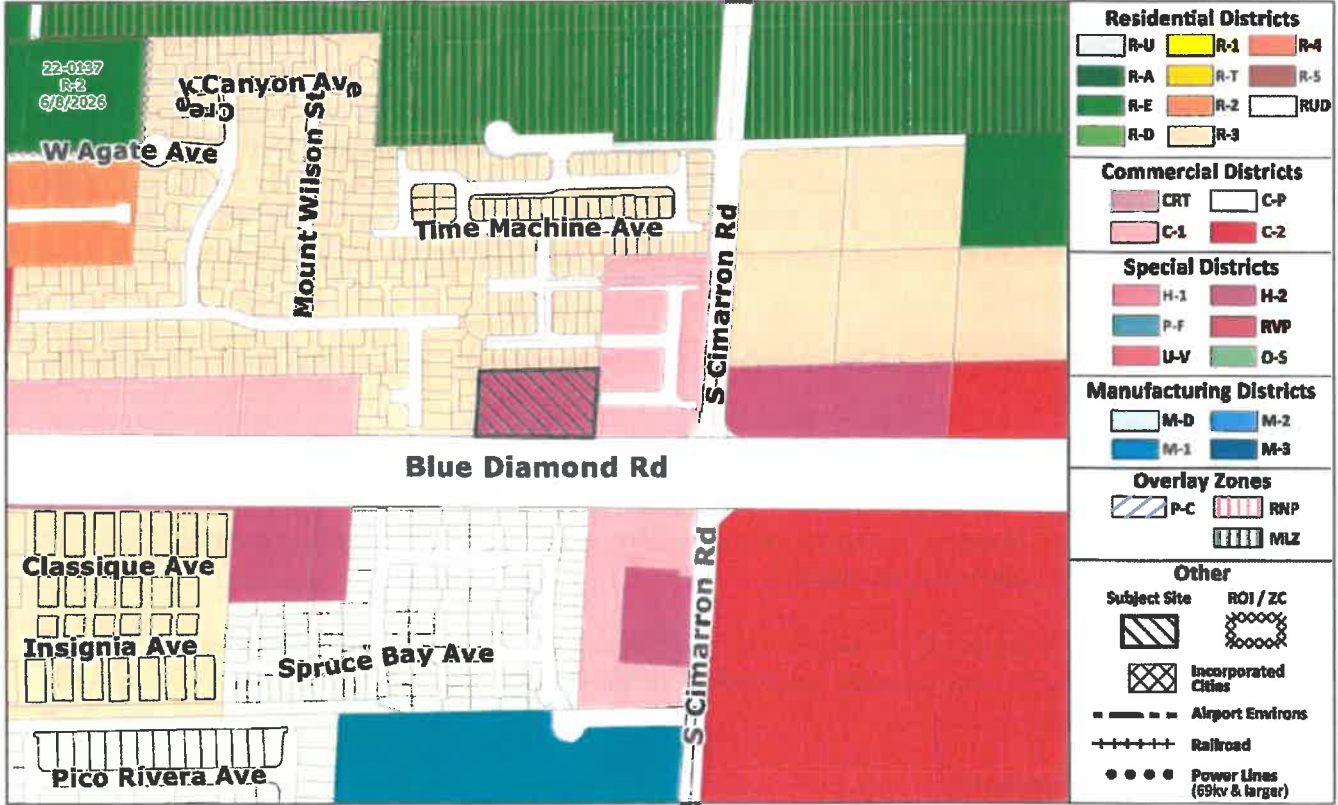 22-0137
R-2
6/8/2026
k Canyon Ave
Cree
W Agate Ave
Mount Wilson St
Time Machine Ave
S Cimarron Rd
Blue Diamond Rd
Classique Ave
Insignia Ave
Spruce Bay Ave
S Cimarron Rd
Pico Rivera Ave
Residential Districts
R-U
R-1
R-4
R-A
R-T
R-5
R-E
R-2
RUD
R-D
R-3
Commercial Districts
CRT
C-P
C-1
C-2
Special Districts
H-1
H-2
P-F
RVP
U-V
O-S
Manufacturing Districts
M-D
M-2
M-1
M-3
Overlay Zones
P-C
RNP
MLZ
Other
Subject Site
ROI / ZC
Incorporated
Cities
Airport Environs
Railroad
Power Lines
(69kv & larger)